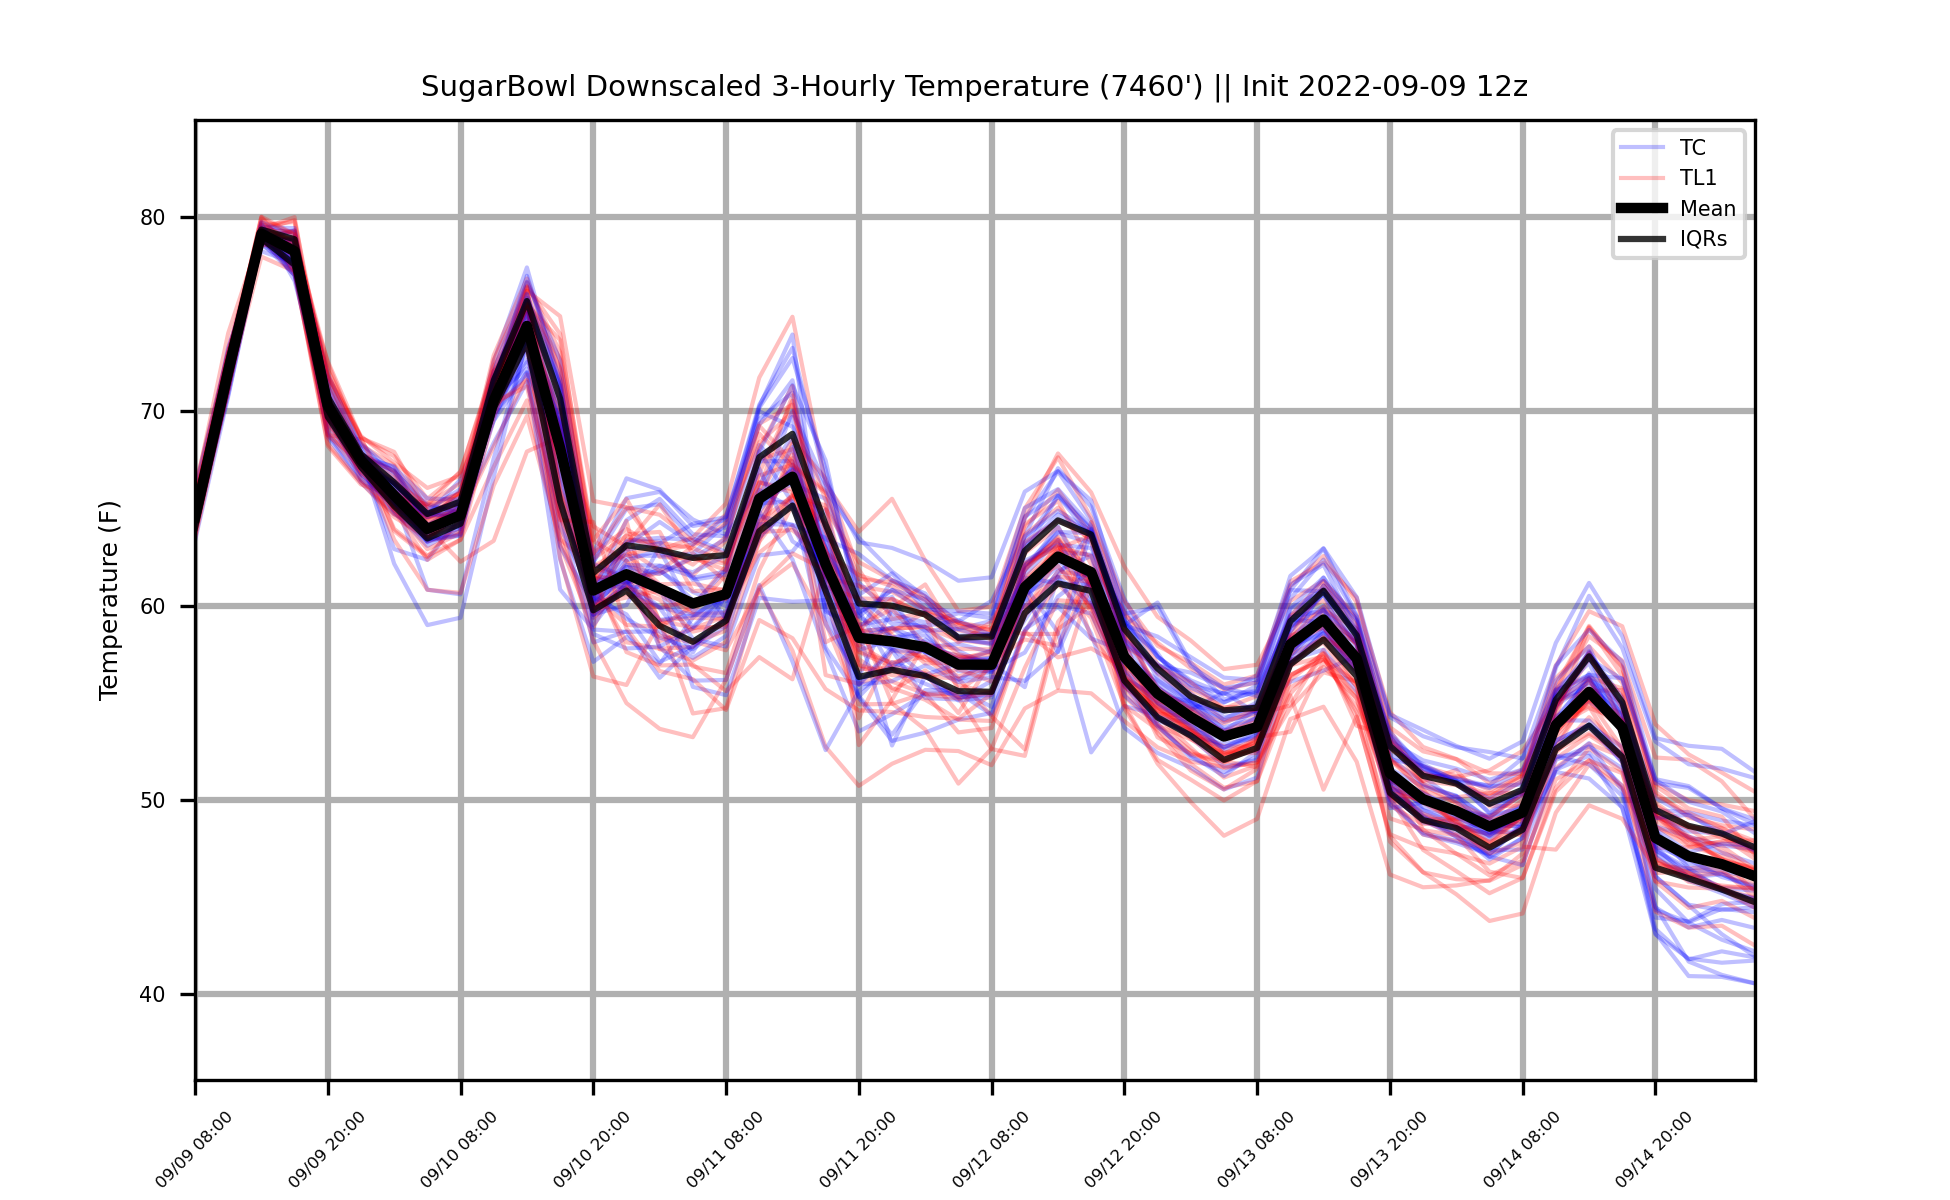 SugarBowl Downscaled 3-Hourly Temperature (7460') || Init 2022-09-09 12z
TC
TL1
Mean
IQRs
Temperature (F)
80
70
60
50
40
09/09 08:00
09/09 20:00
09/10 08:00
09/10 20:00
09/11 08:00
09/11 20:00
09/12 08:00
09/12 20:00
09/13 08:00
09/13 20:00
09/14 08:00
09/14 20:00